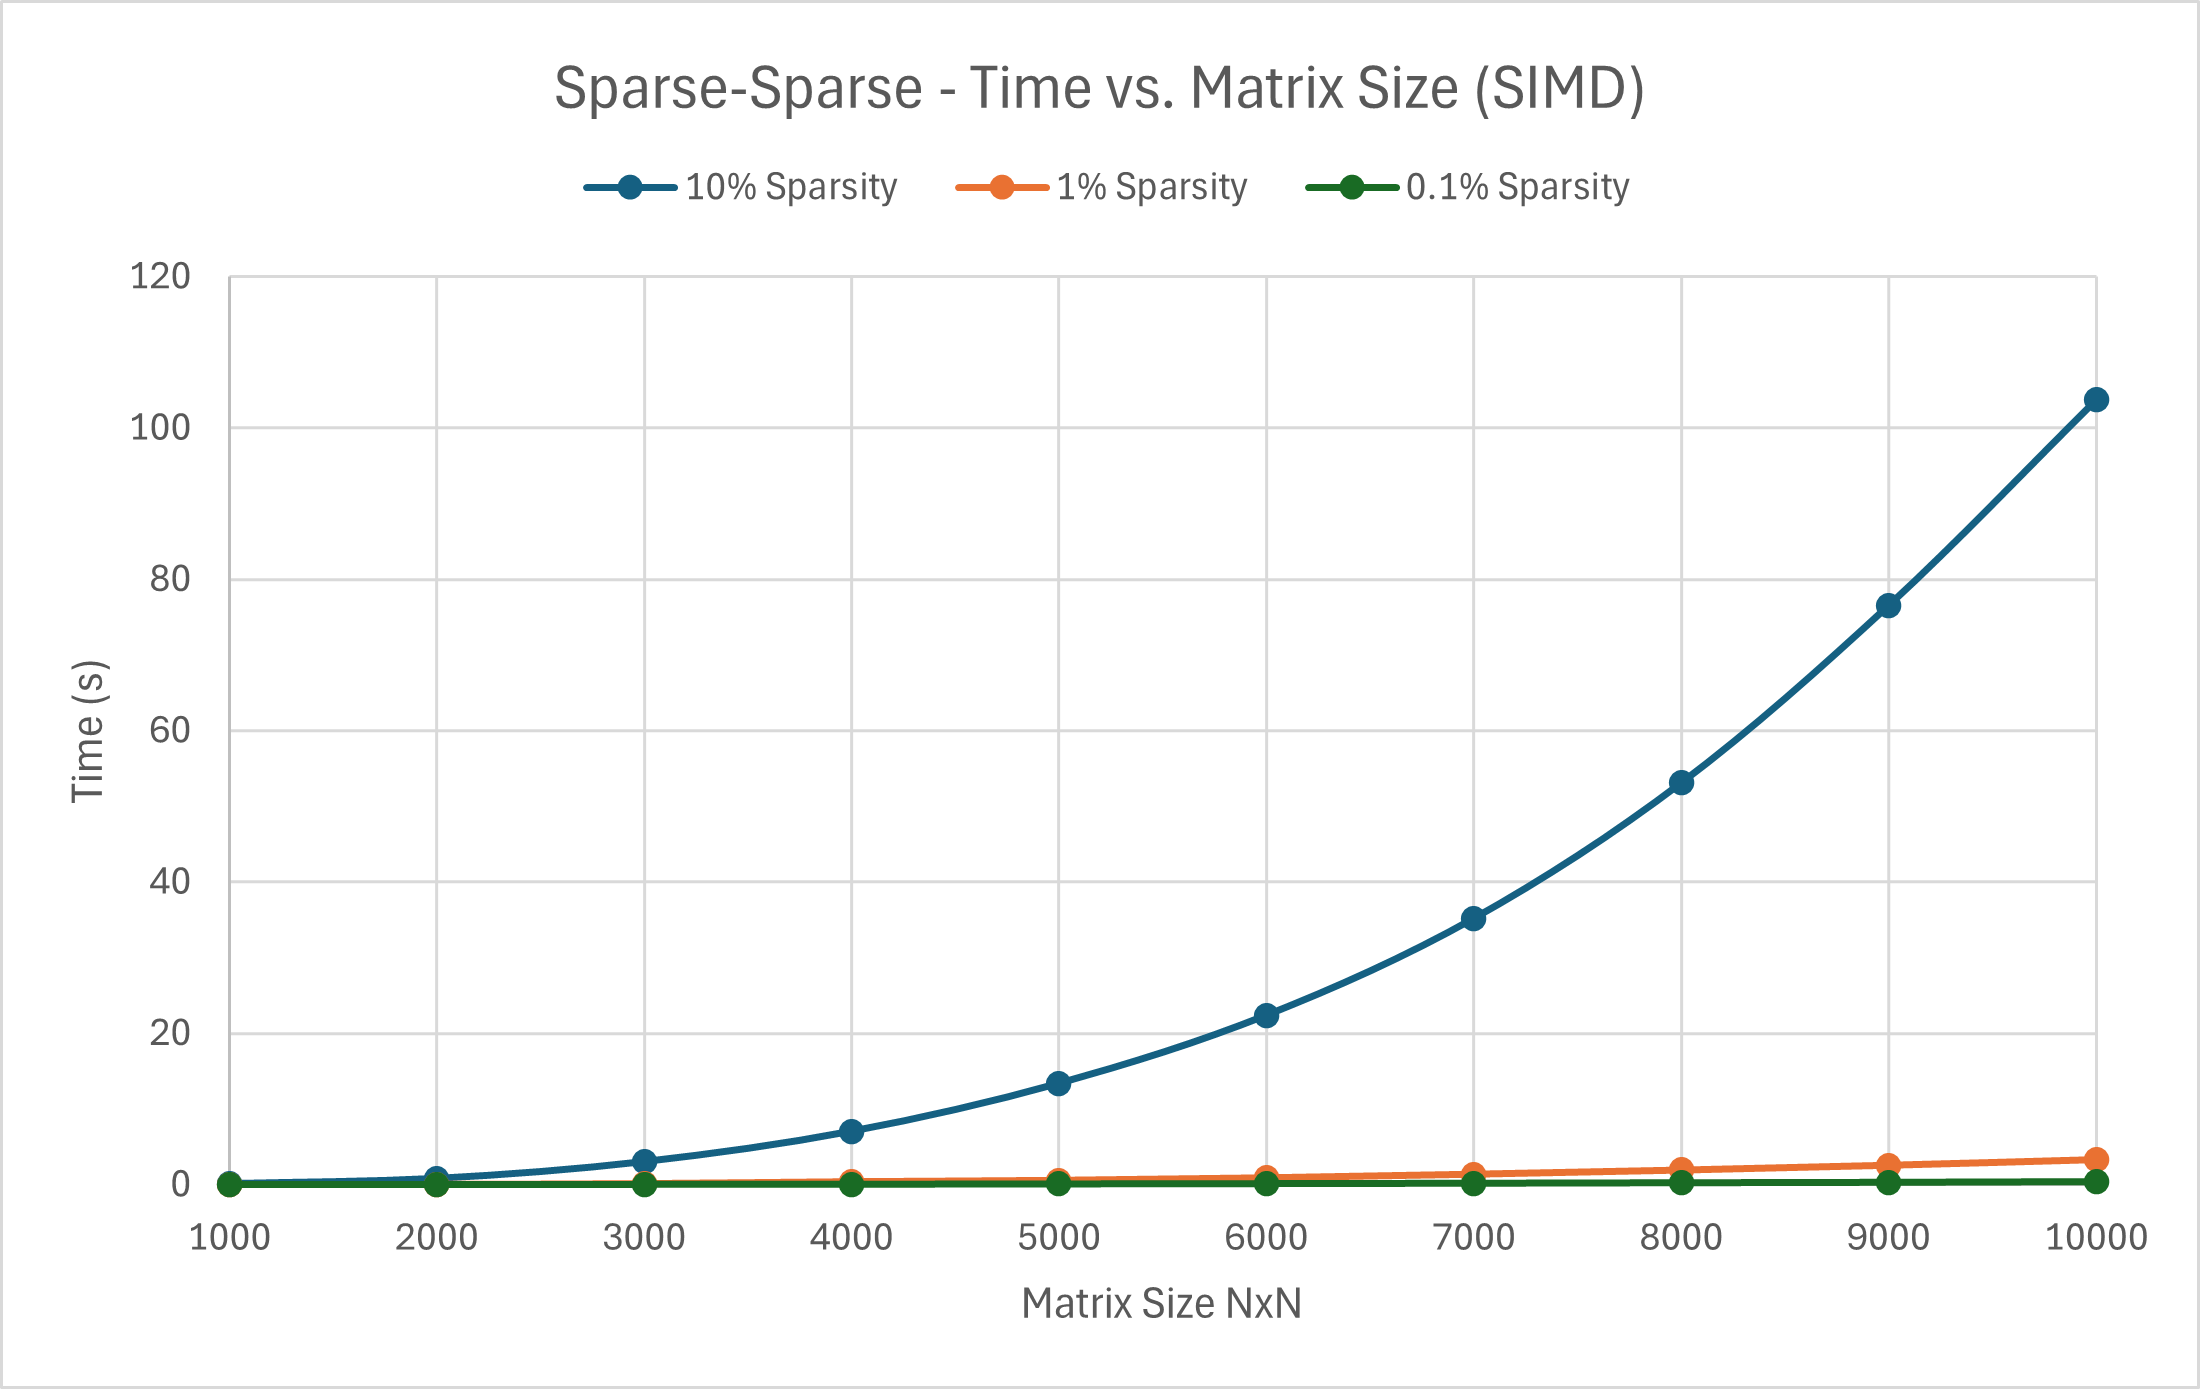 Sparse-Sparse - Time vs. Matrix Size (SIMD)
10% Sparsity 1% Sparsity 0.1% Sparsity
120
100
80
60
40
20
0
Time (s)
1000 2000 3000 4000 5000 6000 7000 8000 9000 10000
Matrix Size NxN